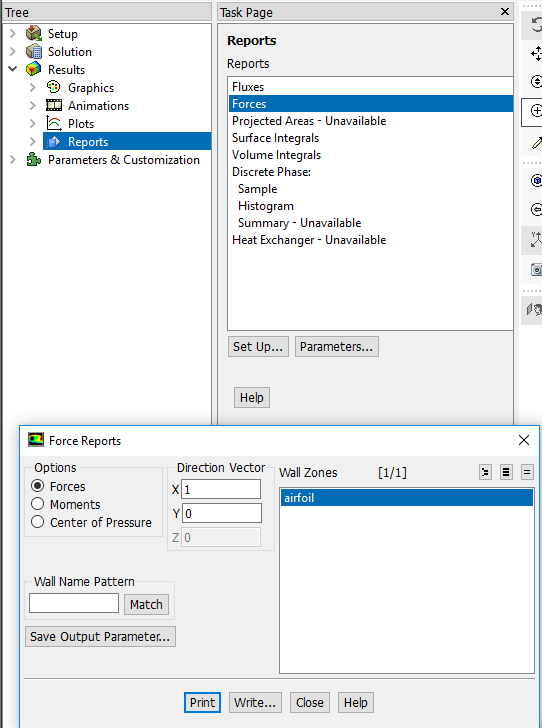 Tree
Task Page
Setup
Solution
Results
Graphics
Animations
Plots
Reports
Parameters & Customization
Reports
Reports
Fluxes
Forces
Projected Areas - Unavailable
Surface Integrals
Volume Integrals
Discrete Phase:
Sample
Histogram
Summary - Unavailable
Heat Exchanger - Unavailable
Set Up... Parameters...
Help
Force Reports
Options
Forces
Moments
Center of Pressure
Direction Vector
X 1
Y 0
Z 0
Wall Zones [1/1]
airfoil
Wall Name Pattern
Match
Save Output Parameter...
Print Write... Close Help